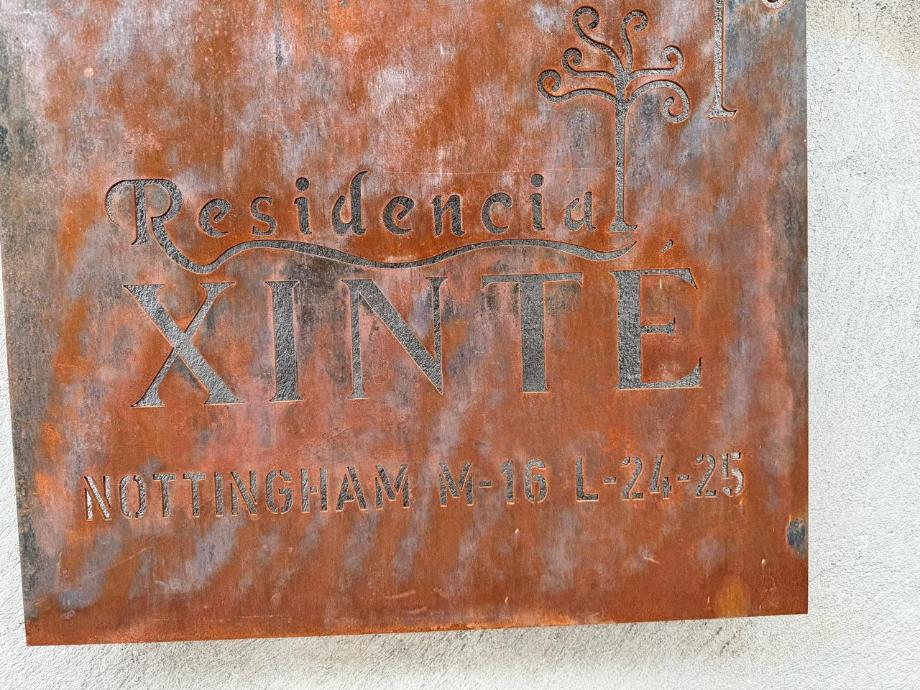 Residencial
XINTÉ
NOTTINGHAM M-16 L-24-25